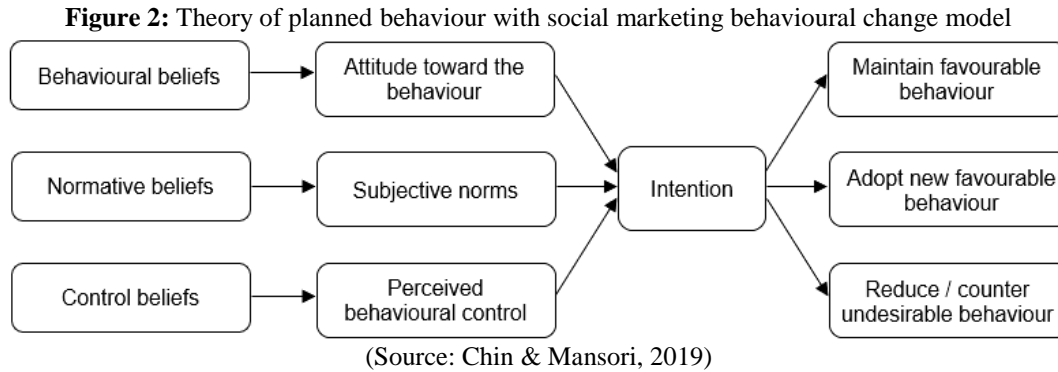 Figure 2: Theory of planned behaviour with social marketing behavioural change model
Behavioural beliefs
Attitude toward the
behaviour
Maintain favourable
behaviour
Normative beliefs
Subjective norms
Intention
Adopt new favourable
behaviour
Control beliefs
Perceived
behavioural control
Reduce / counter
undesirable behaviour
(Source: Chin & Mansori, 2019)